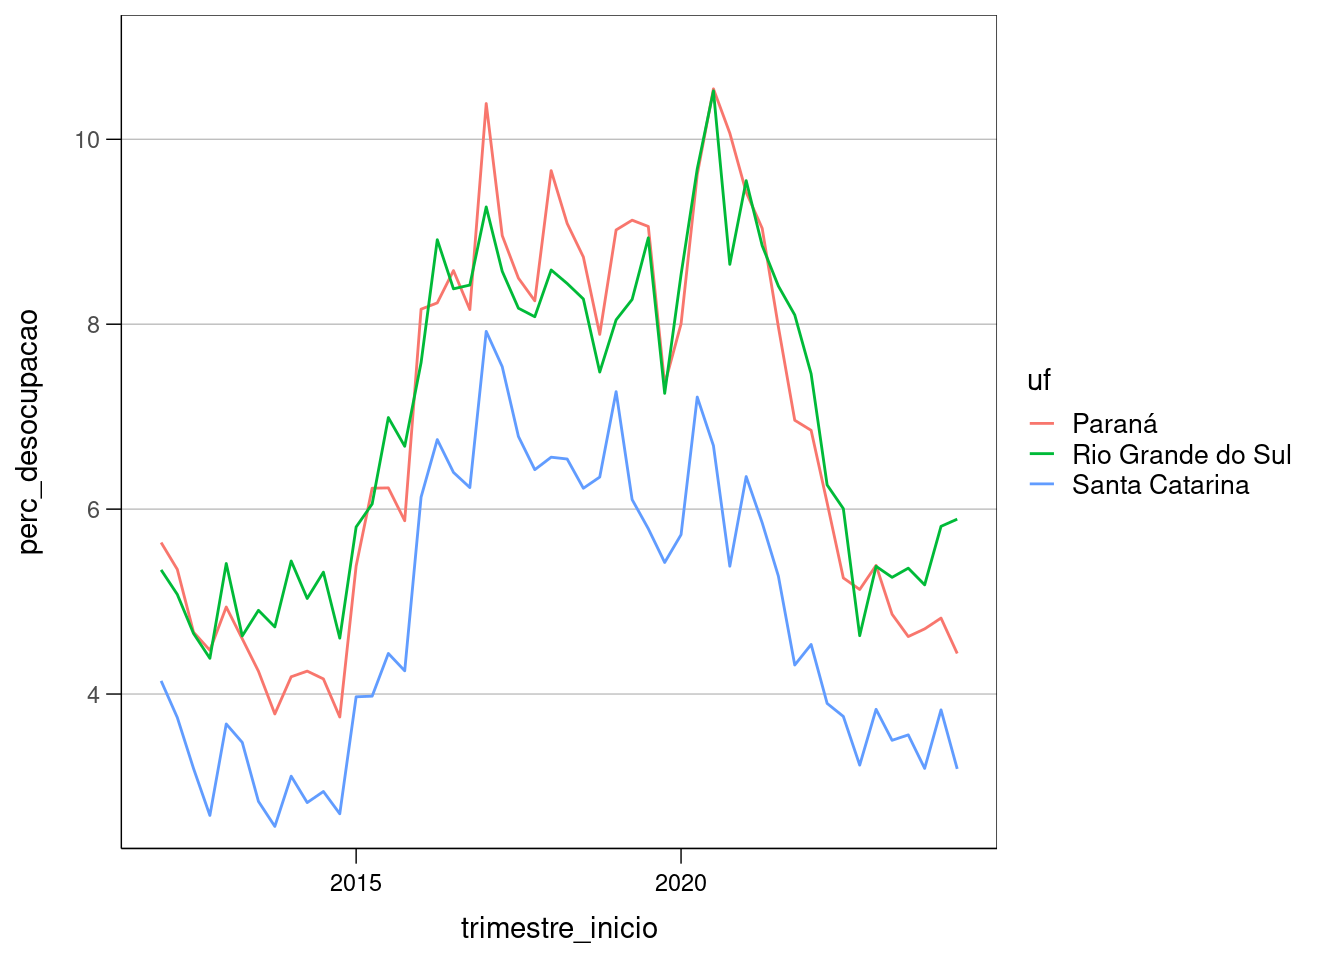 10
8
6
4
perc_desocupacao
2015
2020
trimestre_inicio
uf
Paraná
Rio Grande do Sul
Santa Catarina